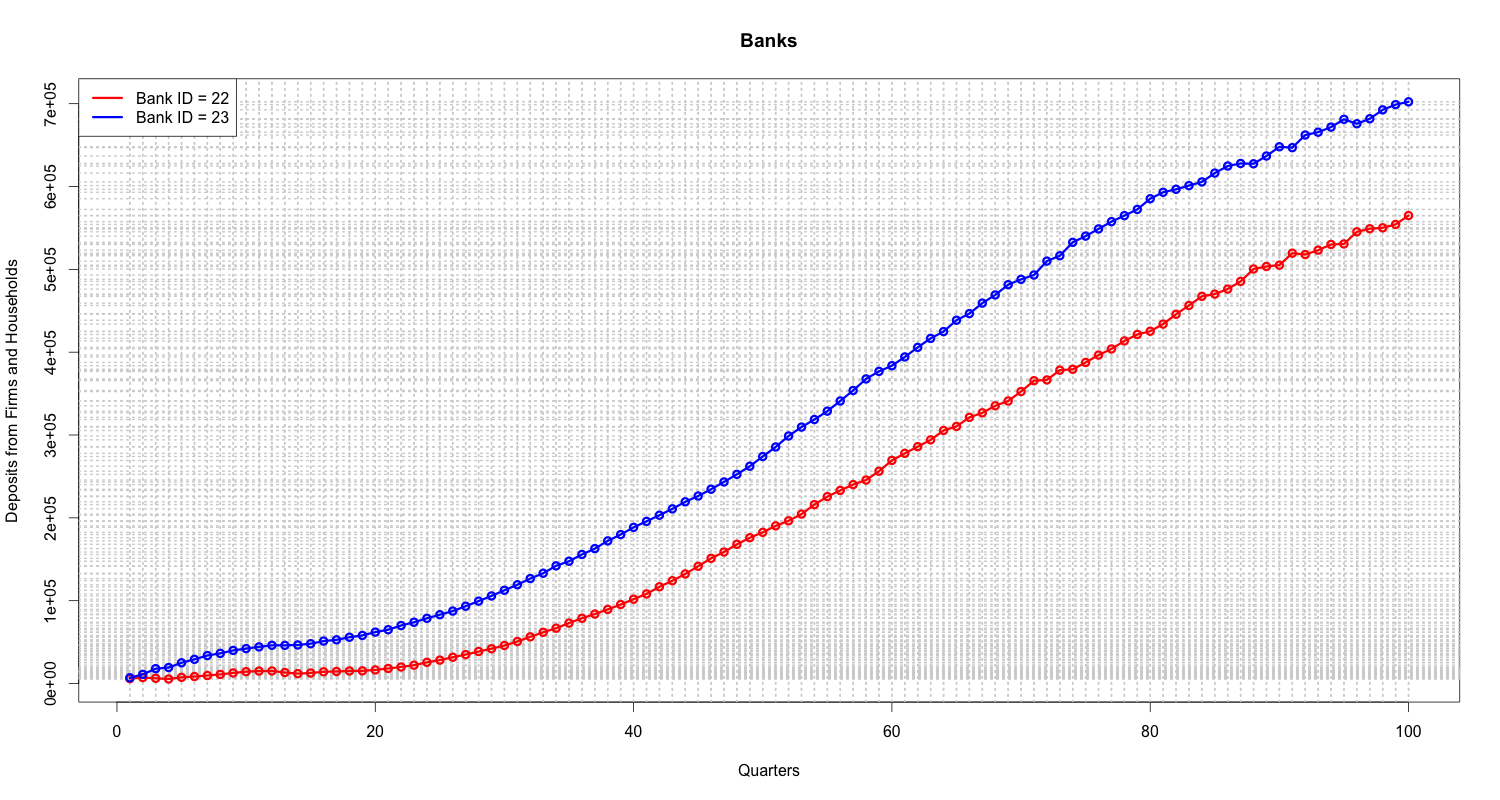 Banks
Bank ID = 22
Bank ID = 23
Deposits from Firms and Households
7e+05
6e+05
5e+05
4e+05
3e+05
2e+05
1e+05
0e+00
0 20 40 60 80 100
Quarters